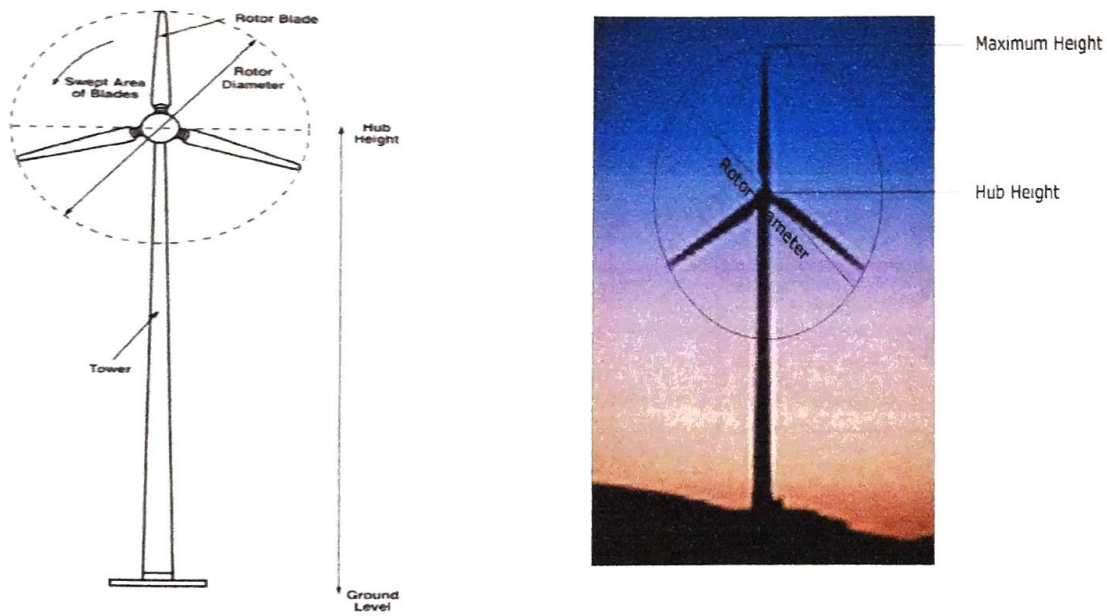 Rotor Blade
Swept Area
of Blades
Rotor
Diameter
Hub
Height
Tower
Ground
Level
Maximum Height
Hub Height
Rotor
Diameter